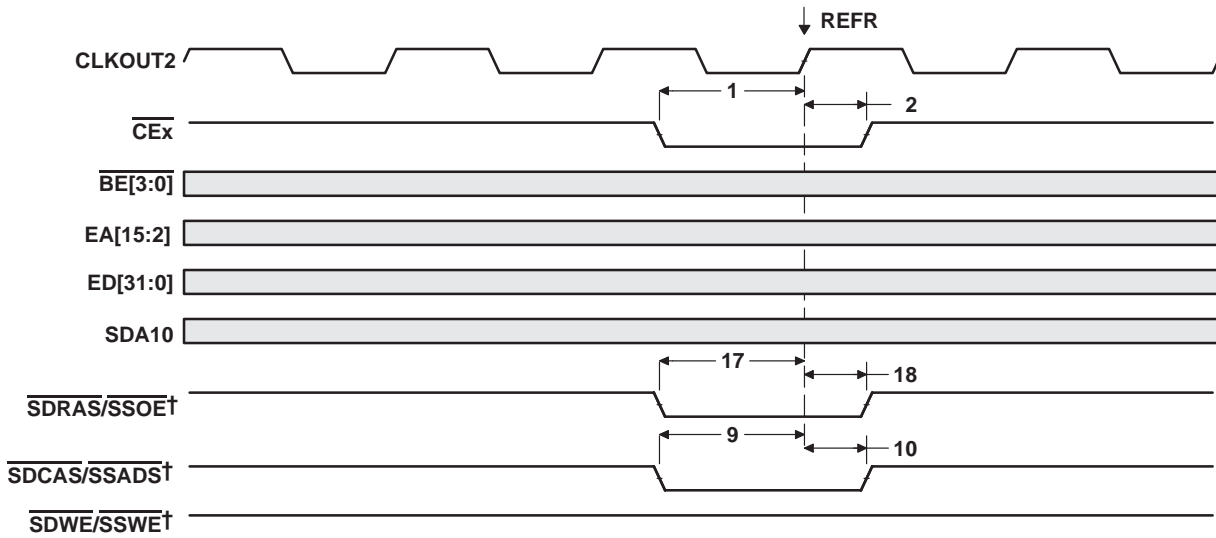 REFR
CLKOUT2
1
2
CEx
BE[3:0]
EA[15:2]
ED[31:0]
SDA10
17
18
SDRAS/SSOE†
9
10
SDCAS/SSADS†
SDWE/SSWE†